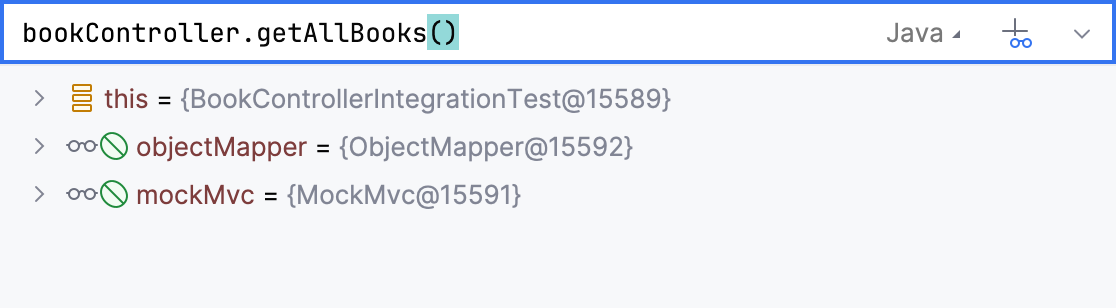 bookController.getAllBooks() Java
this = {BookControllerIntegrationTest@15589}
objectMapper = {ObjectMapper@15592}
mockMvc = {MockMvc@15591}